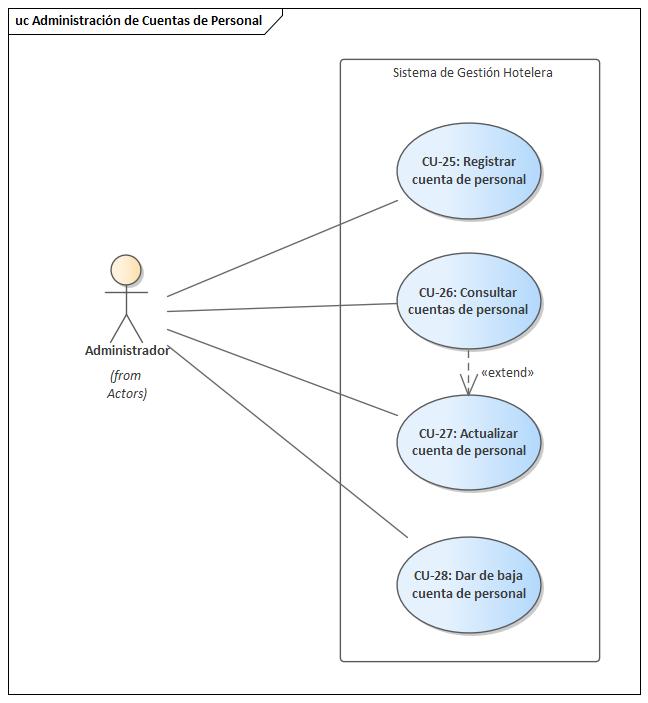 uc Administración de Cuentas de Personal
Sistema de Gestión Hotelera
CU-25: Registrar
cuenta de personal
CU-26: Consultar
cuentas de personal
«extend»
CU-27: Actualizar
cuenta de personal
CU-28: Dar de baja
cuenta de personal
Administrador
(from
Actors)